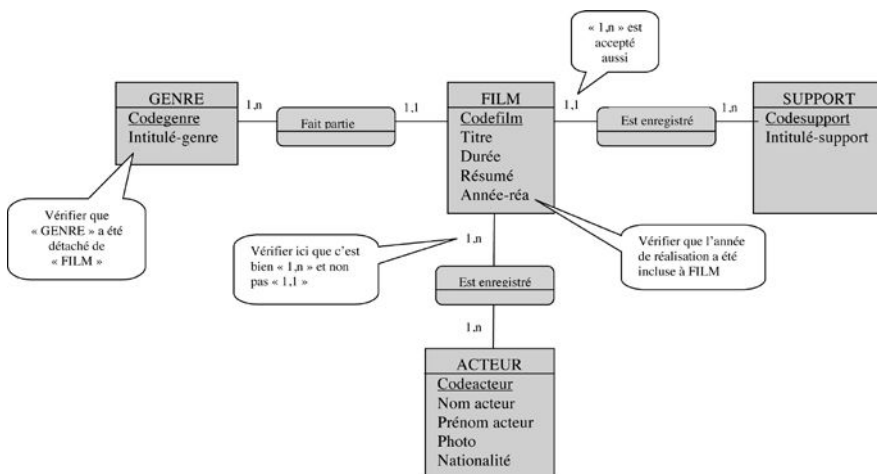 « 1,n » est
accepté
aussi
GENRE
Codegenre
Intitulé-genre
1,n
Fait partie
1,1
FILM
Codefilm
Titre
Durée
Résumé
Année-réa
1,1
Est enregistré
1,n
SUPPORT
Codesupport
Intitulé-support
Vérifier que
« GENRE » a été
détaché de
« FILM »
Vérifier ici que c'est
bien « 1,n » et non
pas « 1,1 »
1,n
Vérifier que l'année
de réalisation a été
incluse à FILM
Est enregistré
1,n
ACTEUR
Codeacteur
Nom acteur
Prénom acteur
Photo
Nationalité